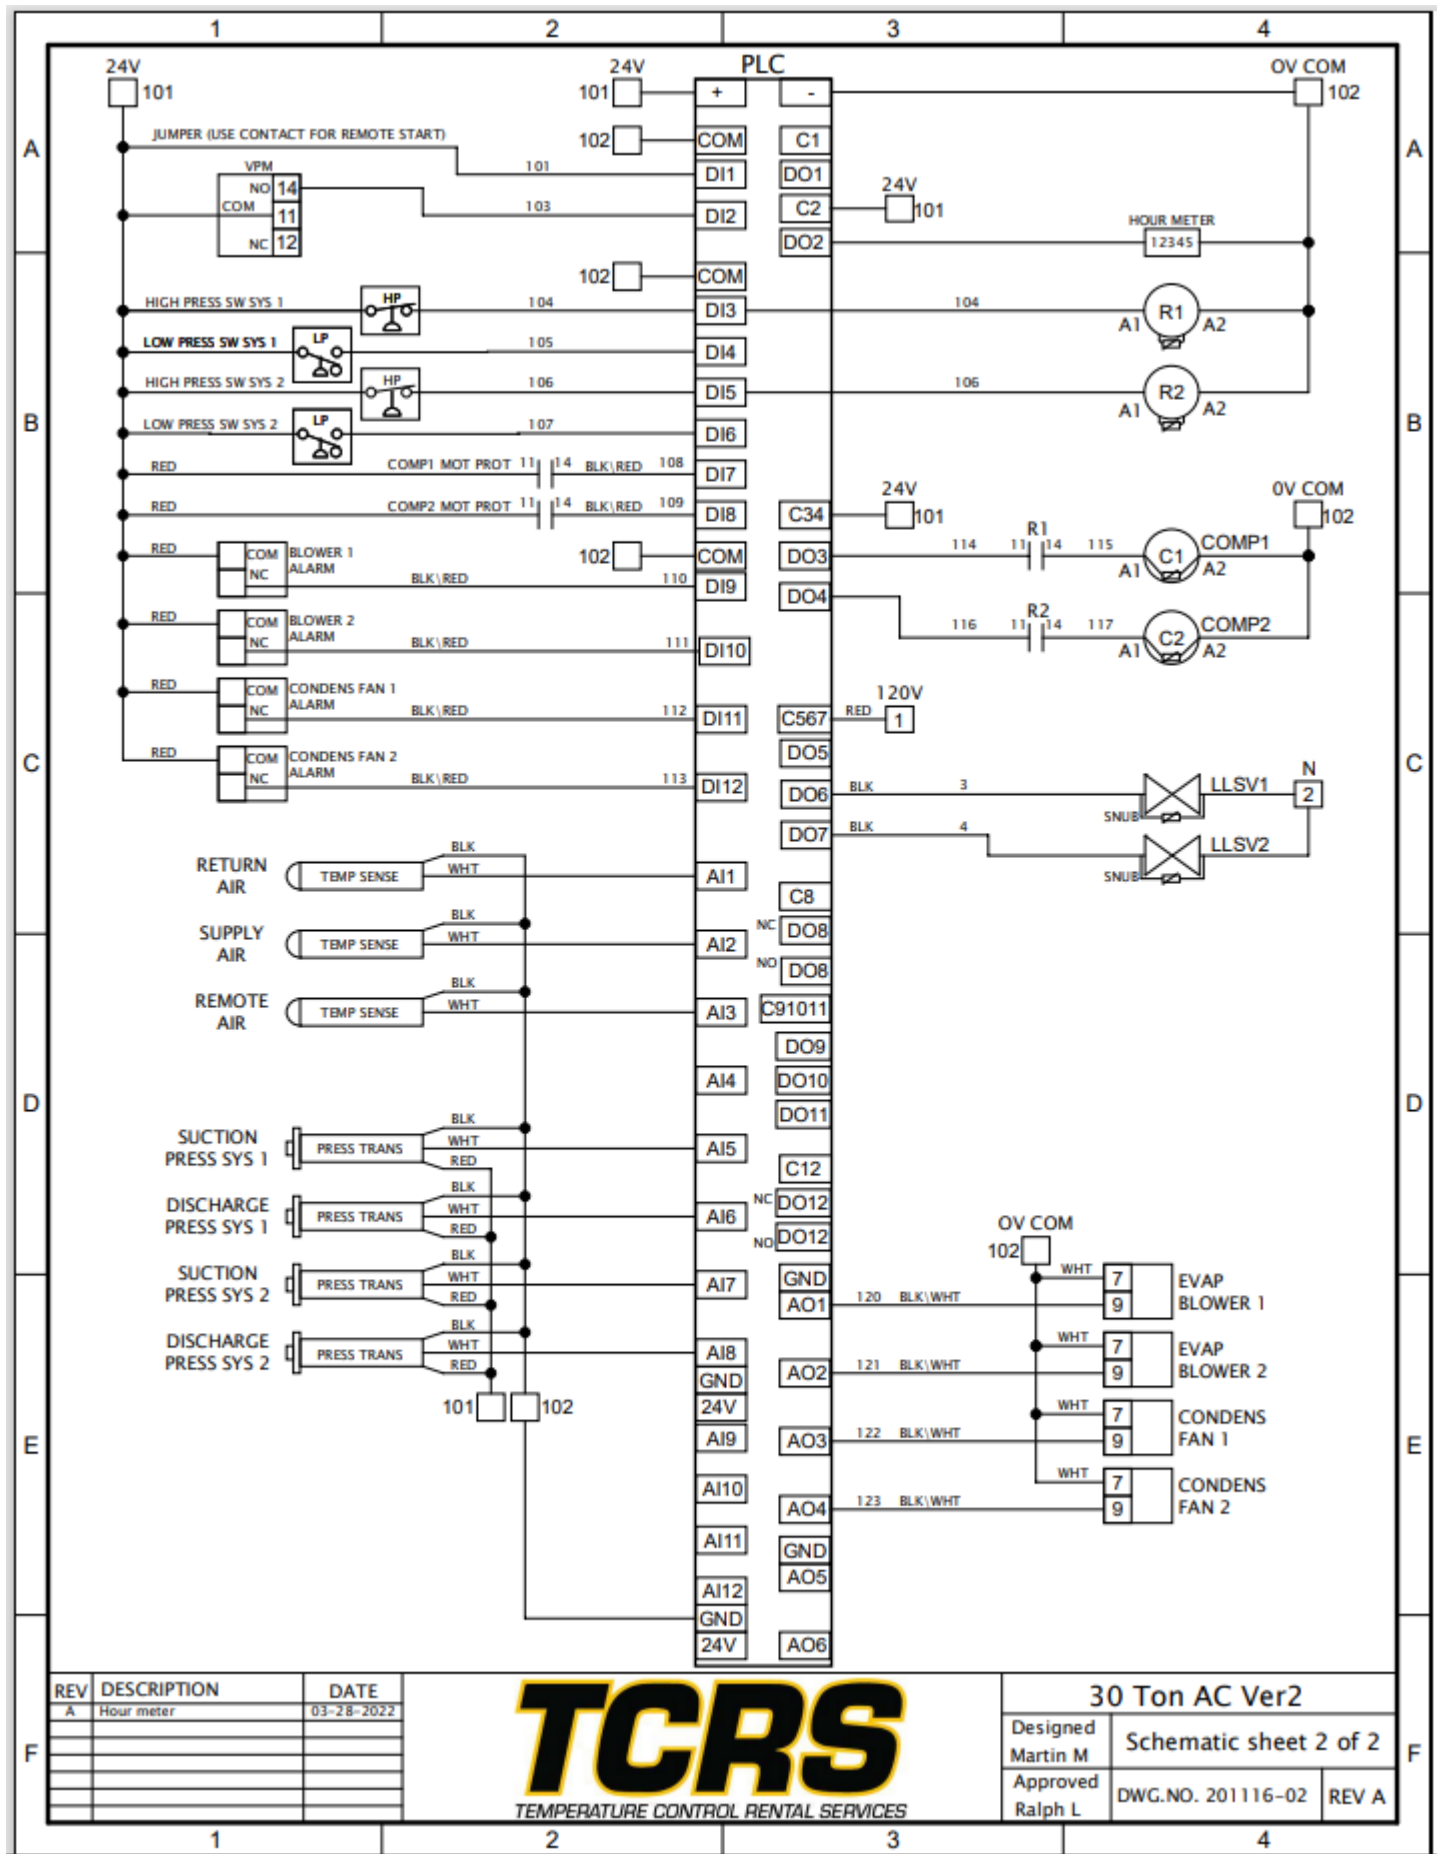 1 2 3 4
24V
101
24V
101
PLC
+ -
0V COM
102
A A
JUMPER (USE CONTACT FOR REMOTE START)
101
102
COM
C1
DI1
DO1
VPM
NO 14
COM
11
NC 12
103
DI2
C2
24V
101
DO2
HOUR METER
12345
102
COM
HIGH PRESS SW SYS 1
HP
104
DI3
104
A1
R1
A2
LOW PRESS SW SYS 1
LP
105
DI4
HIGH PRESS SW SYS 2
HP
106
DI5
106
A1
R2
A2
B B
LOW PRESS SW SYS 2
LP
107
DI6
RED
COMP1 MOT PROT 11 14 BLK\RED 108
DI7
RED
COMP2 MOT PROT 11 14 BLK\RED 109
DI8
C34
24V
101
0V COM
102
RED
COM
NC
BLOWER 1
ALARM
102
COM
BLK\RED
110
DI9
DO3
114
R1
11 14
115
A1
C1
A2
COMP1
DO4
RED
COM
NC
BLOWER 2
ALARM
BLK\RED
111
DI10
116
R2
11 14
117
A1
C2
A2
COMP2
RED
COM
NC
CONDENS FAN 1
ALARM
BLK\RED
112
DI11
C567
RED
120V
1
C C
RED
COM
NC
CONDENS FAN 2
ALARM
BLK\RED
113
DI12
DO5
DO6
BLK
3
SNUB
LLSV1
N
2
DO7
BLK
4
SNUB
LLSV2
RETURN
AIR
TEMP SENSE
BLK
WHT
AI1
C8
SUPPLY
AIR
TEMP SENSE
BLK
WHT
AI2
NC DO8
NO DO8
REMOTE
AIR
TEMP SENSE
BLK
WHT
AI3
C91011
DO9
AI4
DO10
DO11
D D
SUCTION
PRESS SYS 1
PRESS TRANS
BLK
WHT
RED
AI5
C12
DISCHARGE
PRESS SYS 1
PRESS TRANS
BLK
WHT
RED
AI6
NC DO12
NO DO12
0V COM
102
SUCTION
PRESS SYS 2
PRESS TRANS
BLK
WHT
RED
AI7
GND
AO1
120 BLK\WHT
WHT
7
9
EVAP
BLOWER 1
DISCHARGE
PRESS SYS 2
PRESS TRANS
BLK
WHT
RED
AI8
GND
24V
AO2
121 BLK\WHT
WHT
7
9
EVAP
BLOWER 2
101
102
E E
AI9
AO3
122 BLK\WHT
WHT
7
9
CONDENS
FAN 1
AI10
AO4
123 BLK\WHT
WHT
7
9
CONDENS
FAN 2
AI11
GND
AO5
AI12
GND
24V
AO6
REV DESCRIPTION DATE
A Hour meter 03-28-2022
TCRS
TEMPERATURE CONTROL RENTAL SERVICES
30 Ton AC Ver2
Designed
Martin M
Schematic sheet 2 of 2
Approved
Ralph L
DWG.NO. 201116-02
REV A
F F
1 2 3 4